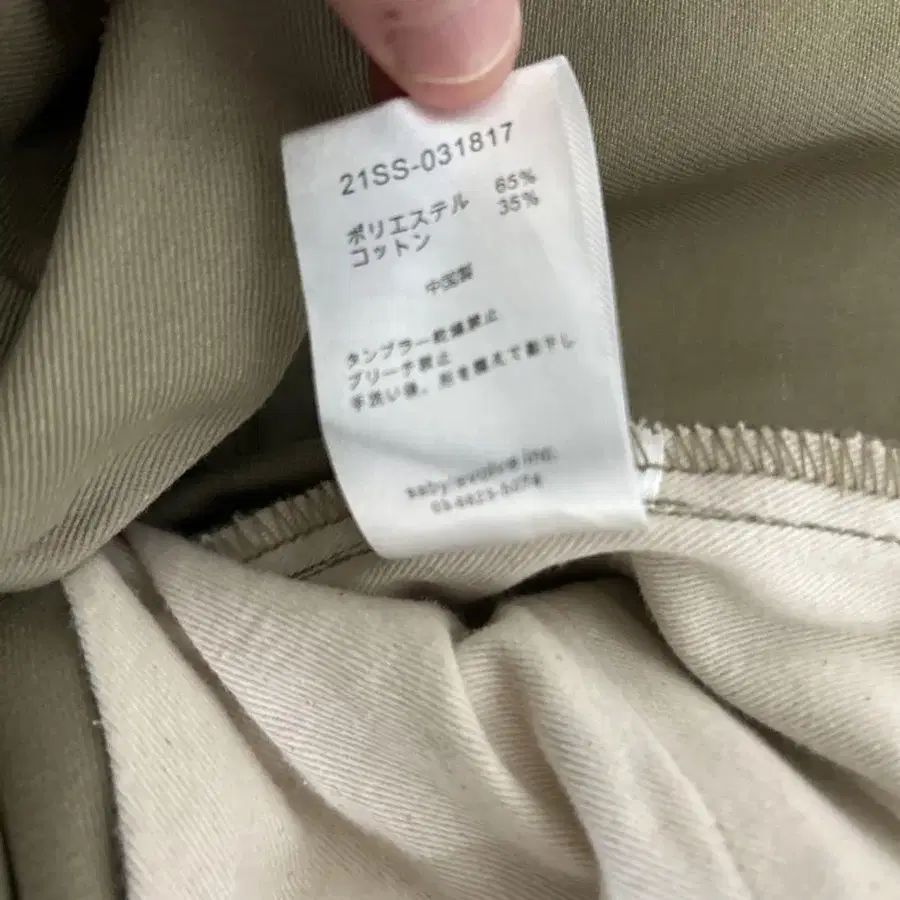 21SS-031817
ポリエステル 65%
コットン 35%
中国製
タンブラー乾燥禁止
ブリーチ禁止
手洗い後、形を整えて影干し